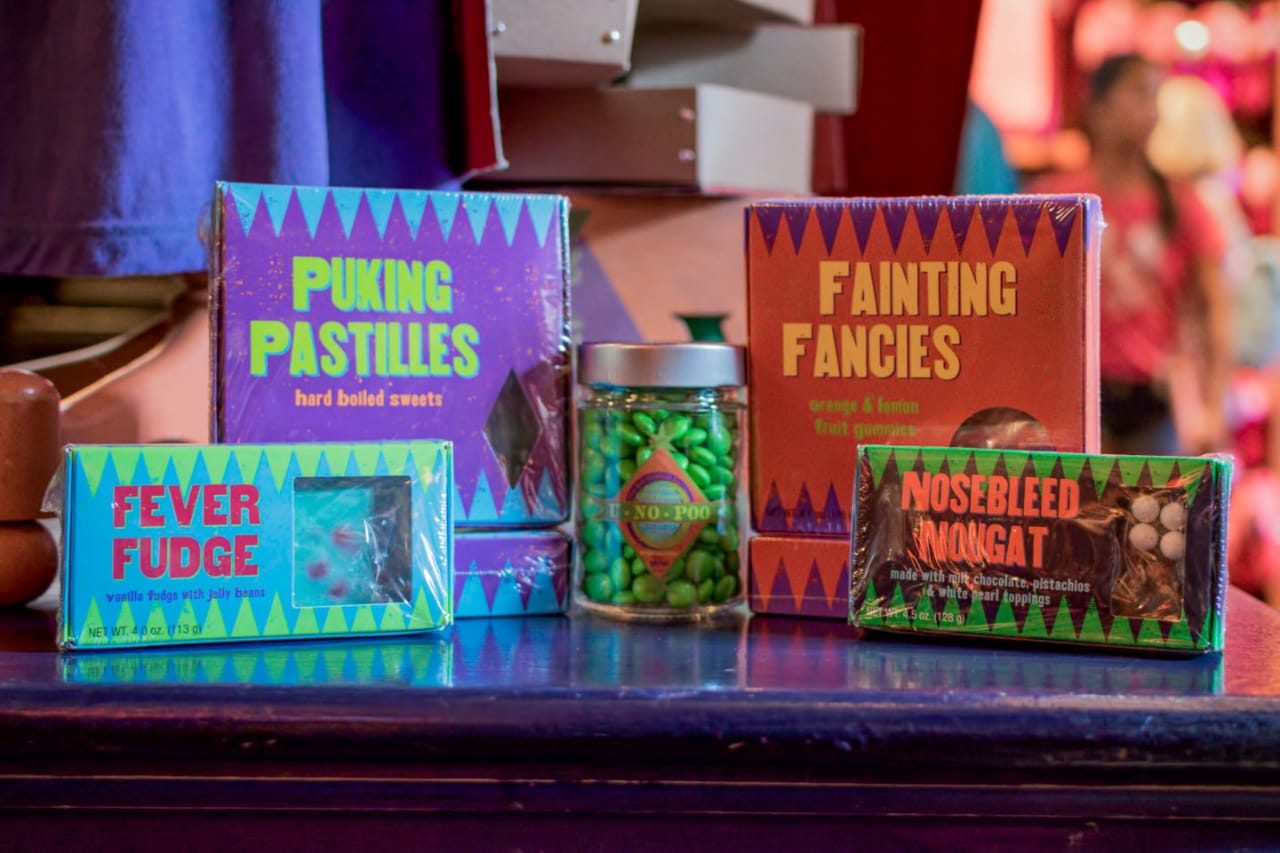 PUKING
PASTILLES
hard boiled sweets
FAINTING
FANCIES
orange & lemon
fruit gummies
FEVER
FUDGE
vanilla fudge with jelly beans
NET WT. 4.0 oz. (113 g)
U-NO-POO
NOSEBLEED
NOUGAT
made with milk chocolate, pistachios
& white pearl toppings
NET WT. 4.5 oz (128 g)